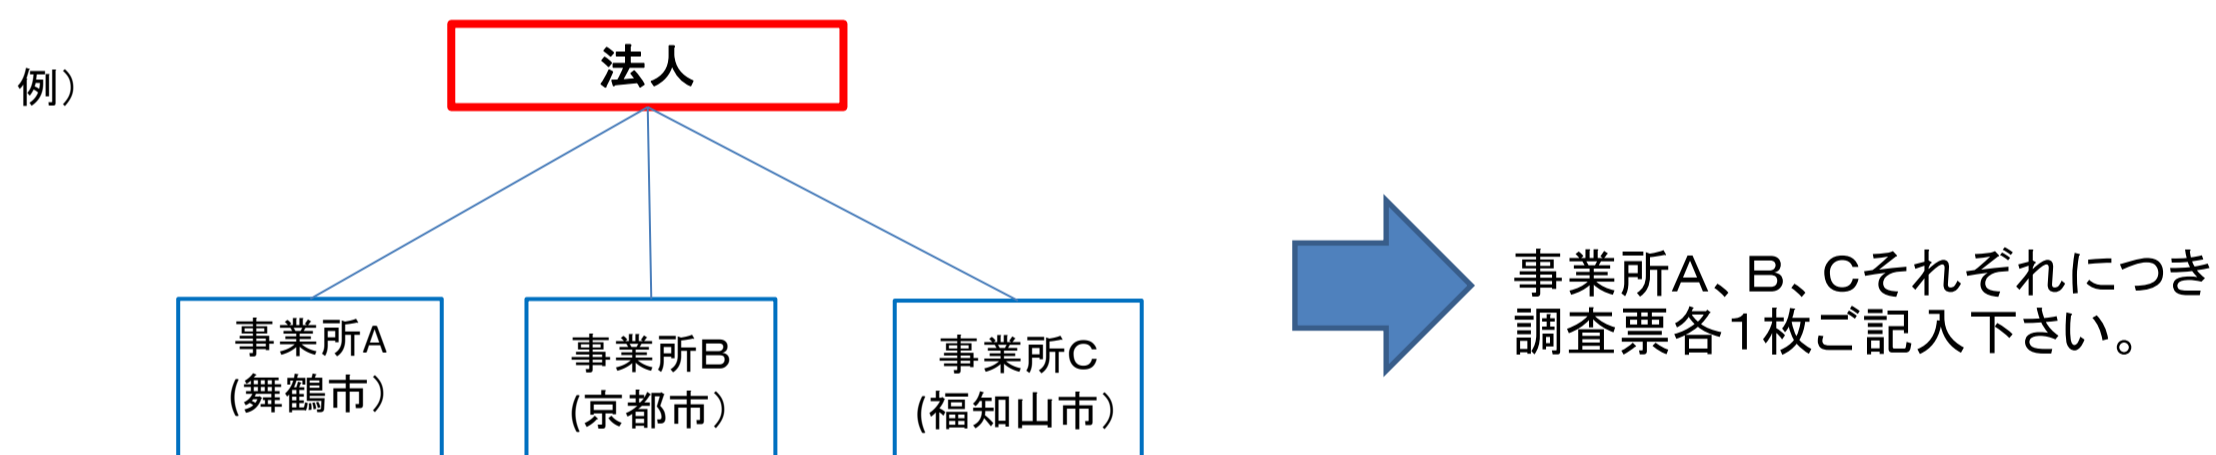 例）
法人
事業所A
(舞鶴市）
事業所B
(京都市）
事業所C
(福知山市）
事業所A、B、Cそれぞれにつき
調査票各１枚ご記入下さい。